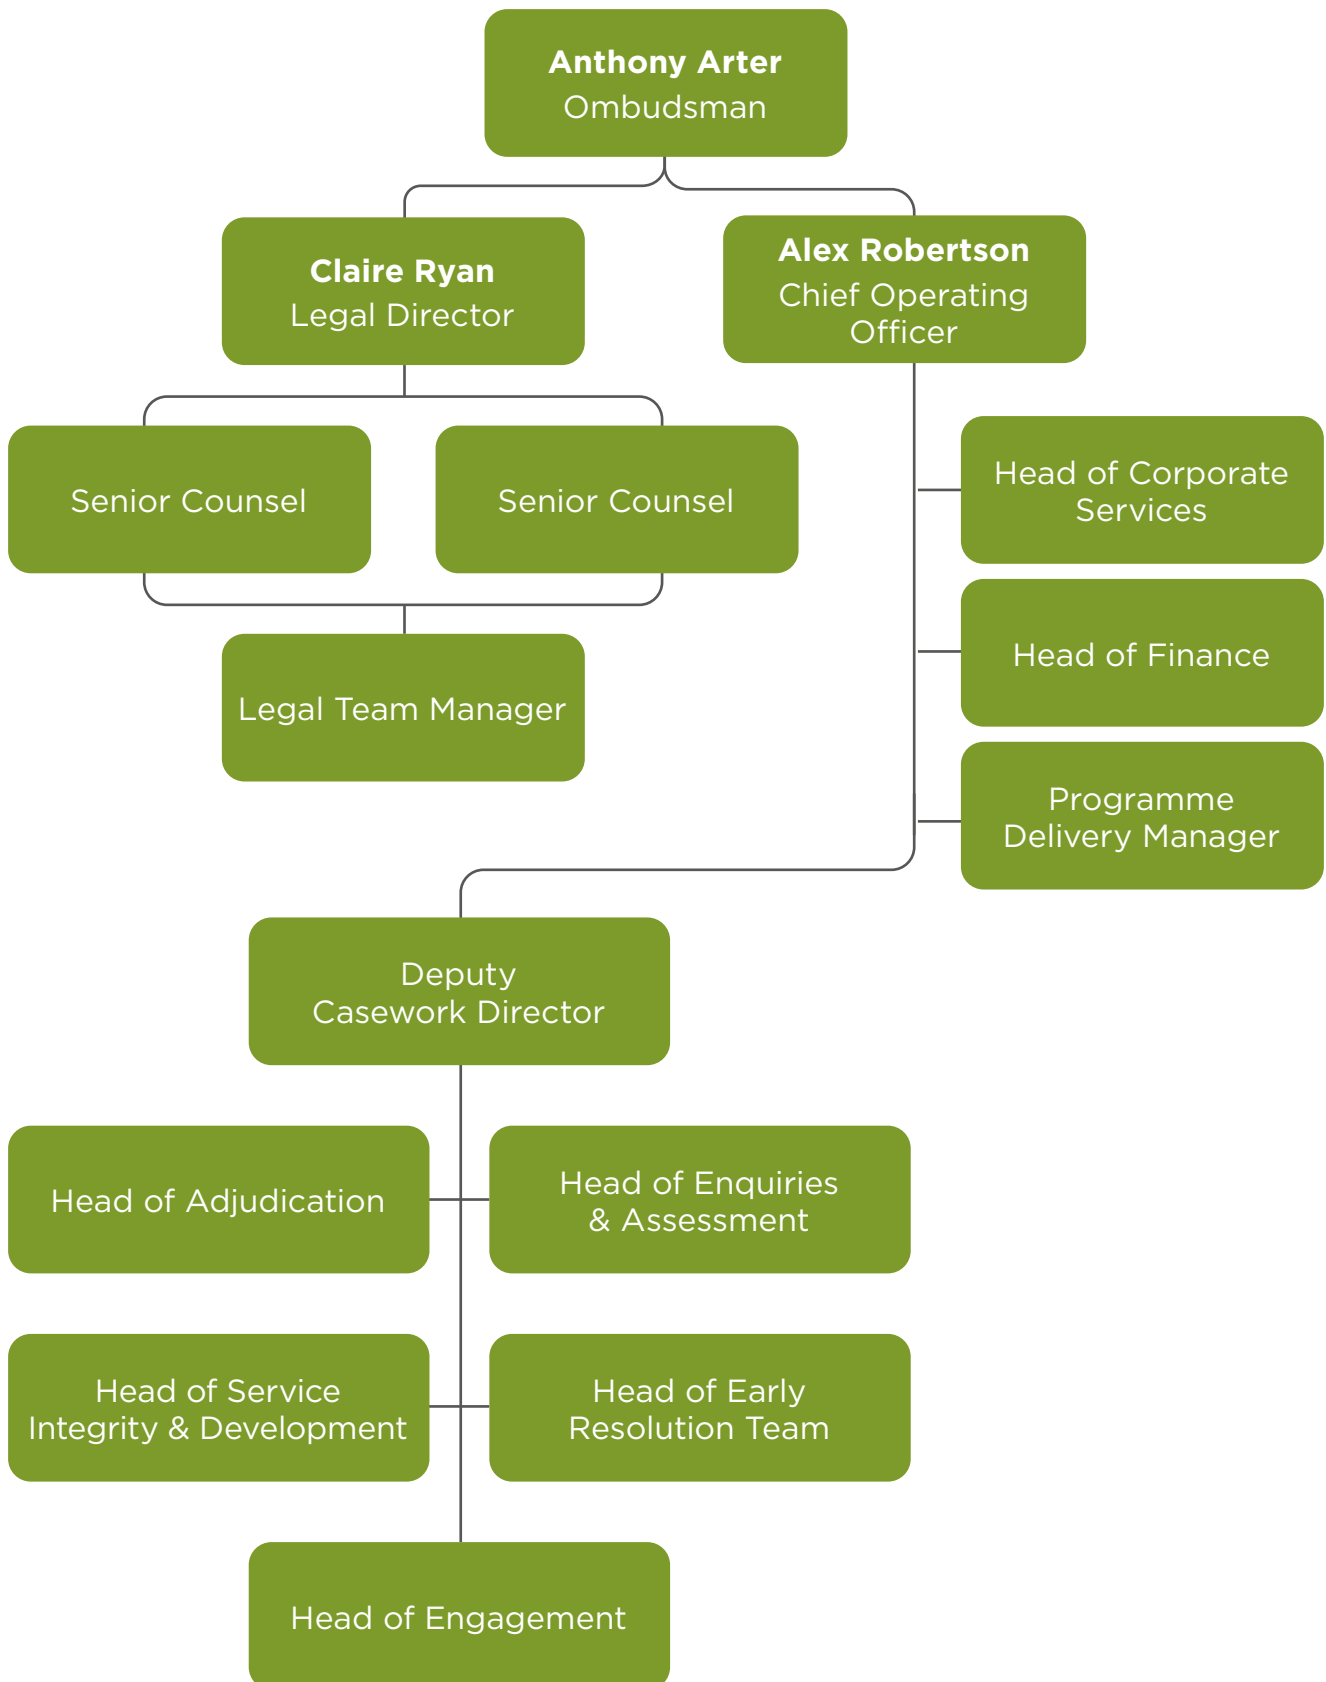 Anthony Arter
Ombudsman
Claire Ryan
Legal Director
Alex Robertson
Chief Operating
Officer
Senior Counsel
Senior Counsel
Legal Team Manager
Head of Corporate
Services
Head of Finance
Programme
Delivery Manager
Deputy
Casework Director
Head of Adjudication
Head of Enquiries
& Assessment
Head of Service
Integrity & Development
Head of Early
Resolution Team
Head of Engagement